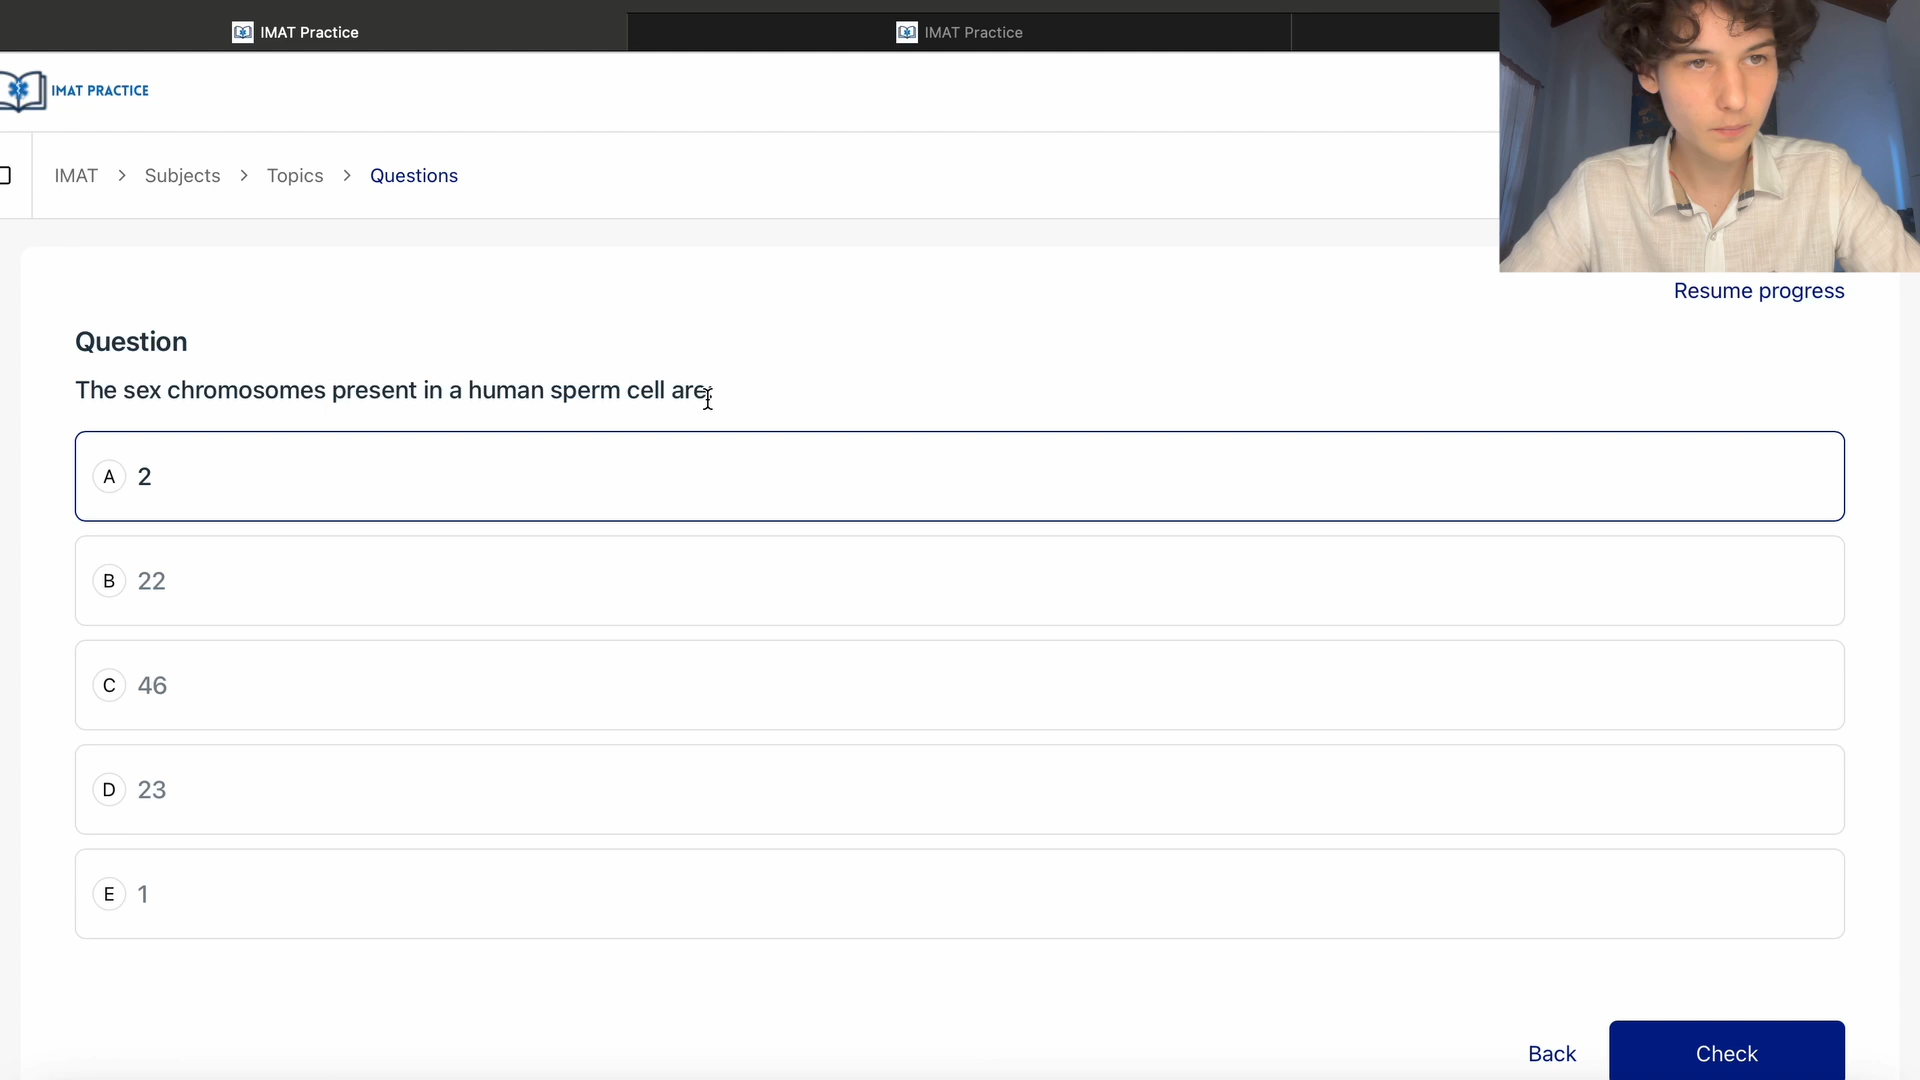 IMAT Practice
IMAT Practice
IMAT PRACTICE
IMAT > Subjects > Topics > Questions
Resume progress
Question
The sex chromosomes present in a human sperm cell are:
A 2
B 22
C 46
D 23
E 1
Back
Check